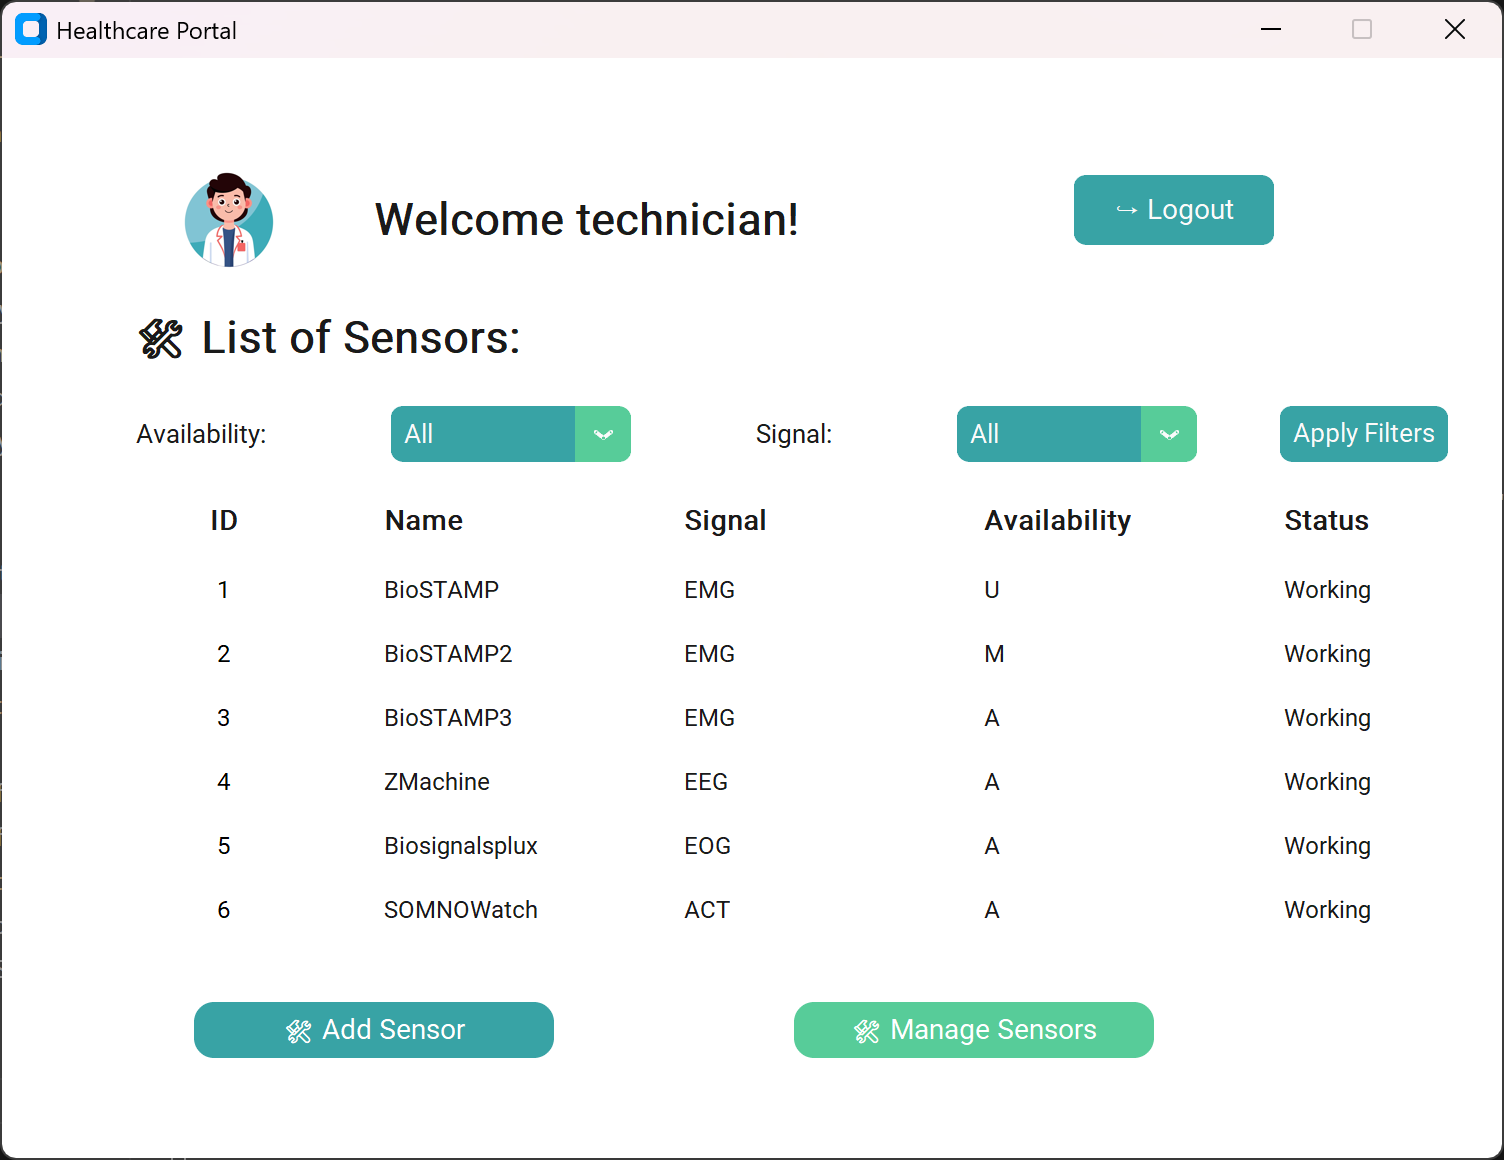 Healthcare Portal
Welcome technician!
↪ Logout
🛠 List of Sensors:
Availability: All Signal: All Apply Filters
ID Name Signal Availability Status
1 BioSTAMP EMG U Working
2 BioSTAMP2 EMG M Working
3 BioSTAMP3 EMG A Working
4 ZMachine EEG A Working
5 Biosignalsplux EOG A Working
6 SOMNOWatch ACT A Working
🛠 Add Sensor 🛠 Manage Sensors